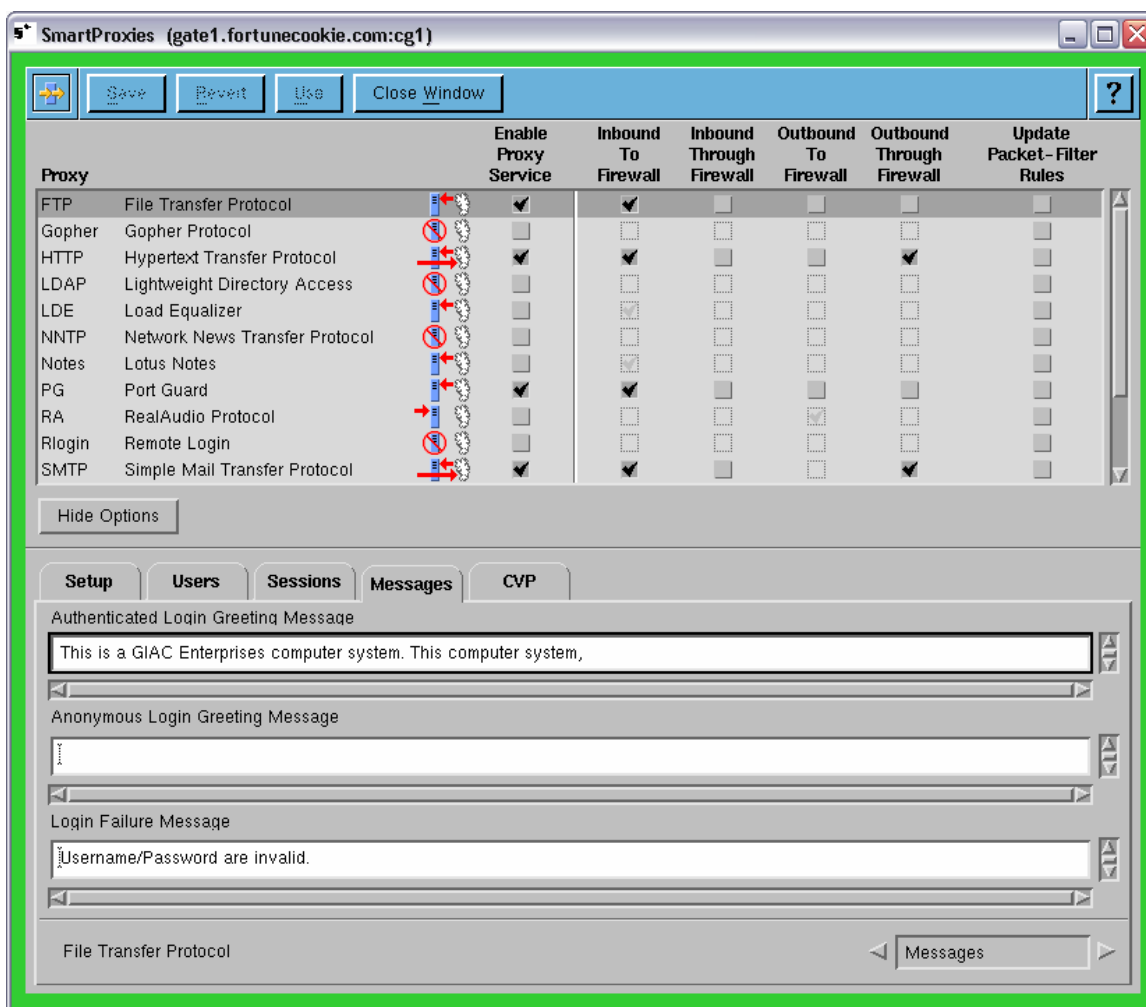 SmartProxies (gate1.fortunecookie.com:cg1)
Save Revert Use Close Window ?
Enable Inbound Inbound Outbound Outbound Update
Proxy To Through To Through Packet-Filter
Proxy Service Firewall Firewall Firewall Firewall Rules
FTP File Transfer Protocol
Gopher Gopher Protocol
HTTP Hypertext Transfer Protocol
LDAP Lightweight Directory Access
LDE Load Equalizer
NNTP Network News Transfer Protocol
Notes Lotus Notes
PG Port Guard
RA RealAudio Protocol
Rlogin Remote Login
SMTP Simple Mail Transfer Protocol
Hide Options
Setup Users Sessions Messages CVP
Authenticated Login Greeting Message
This is a GIAC Enterprises computer system. This computer system,
Anonymous Login Greeting Message
Login Failure Message
Username/Password are invalid.
File Transfer Protocol Messages